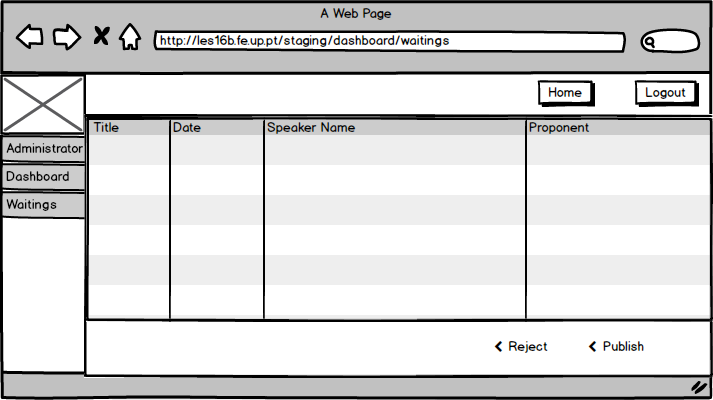 A Web Page
http://les16b.fe.up.pt/staging/dashboard/waitings
Home Logout
Title Date Speaker Name Proponent
Administrator
Dashboard
Waitings
Reject Publish